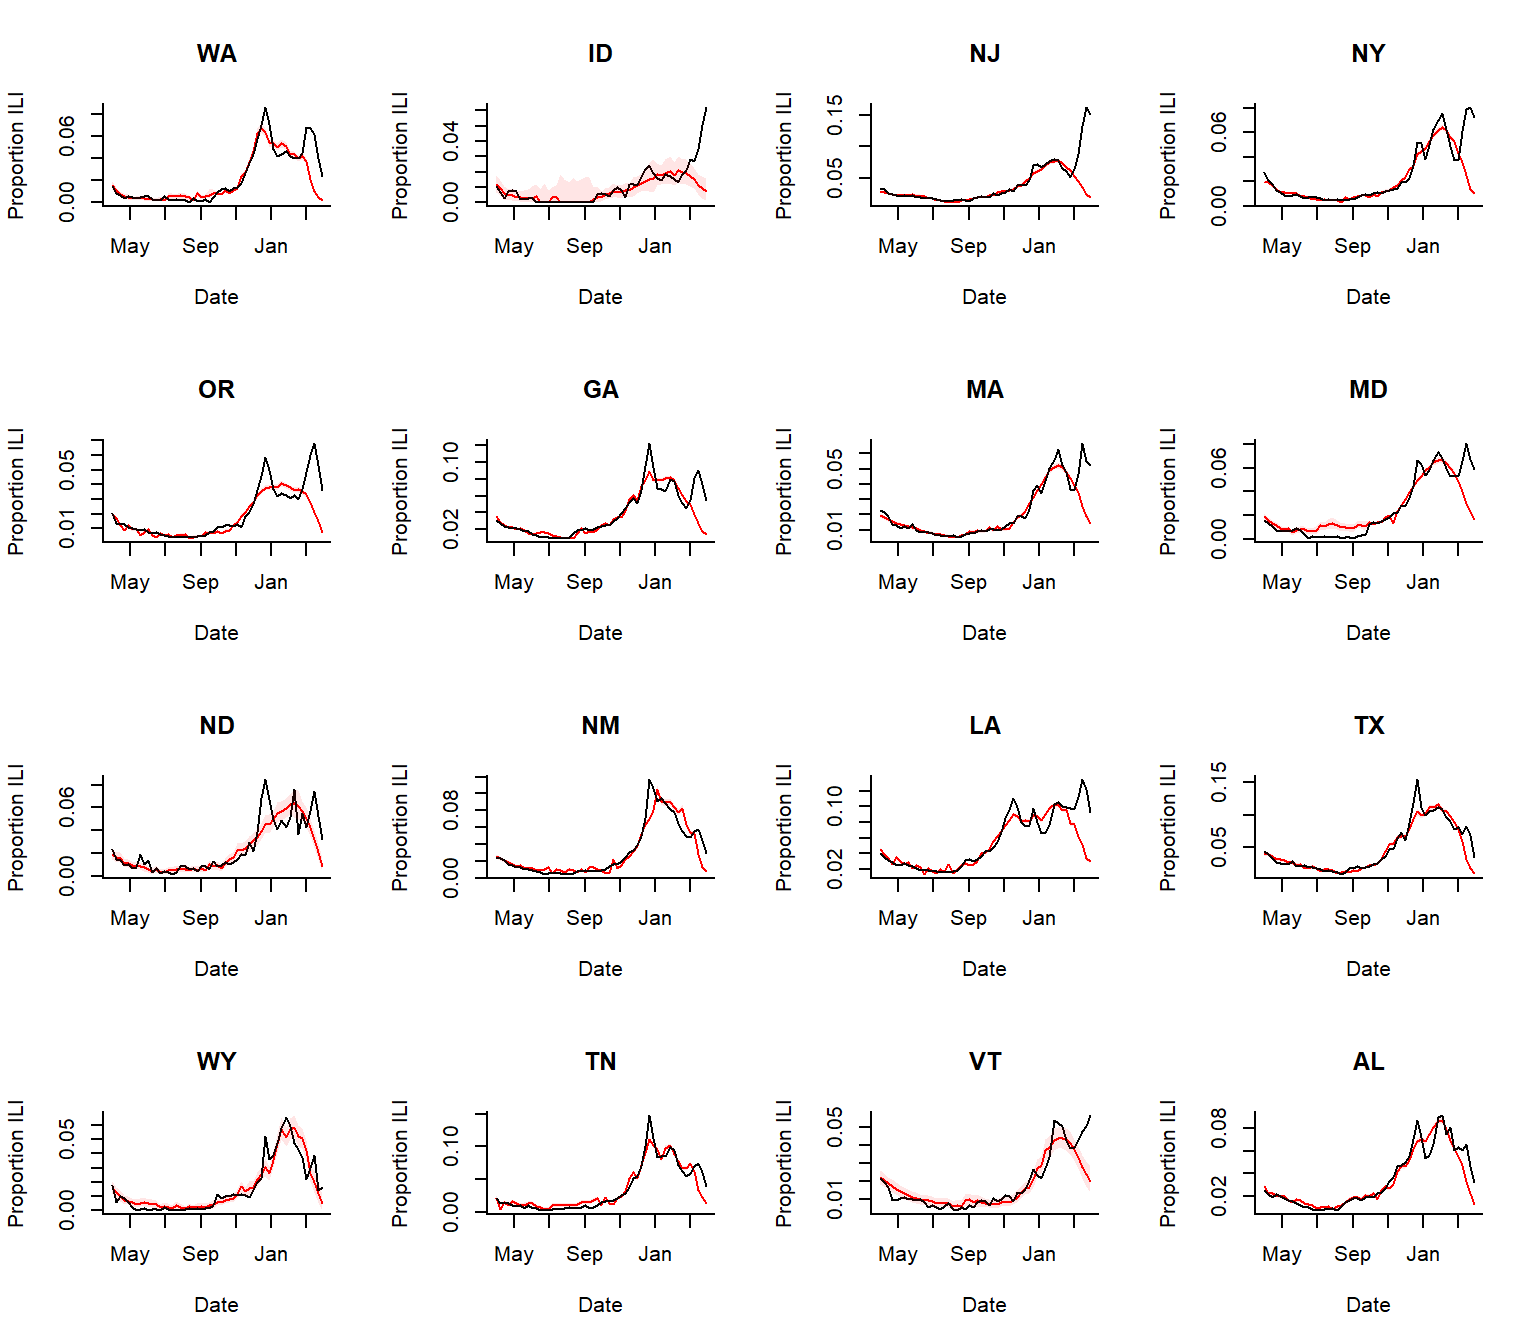 WA ID NJ NY
Proportion ILI Proportion ILI Proportion ILI Proportion ILI
0.06 0.04 0.15 0.06
0.00 0.00 0.05 0.00
May Sep Jan May Sep Jan May Sep Jan May Sep Jan
Date Date Date Date
OR GA MA MD
Proportion ILI Proportion ILI Proportion ILI Proportion ILI
0.05 0.10 0.05 0.06
0.01 0.02 0.01 0.00
May Sep Jan May Sep Jan May Sep Jan May Sep Jan
Date Date Date Date
ND NM LA TX
Proportion ILI Proportion ILI Proportion ILI Proportion ILI
0.06 0.08 0.10 0.15
0.00 0.00 0.02 0.05
May Sep Jan May Sep Jan May Sep Jan May Sep Jan
Date Date Date Date
WY TN VT AL
Proportion ILI Proportion ILI Proportion ILI Proportion ILI
0.05 0.10 0.05 0.08
0.00 0.00 0.01 0.02
May Sep Jan May Sep Jan May Sep Jan May Sep Jan
Date Date Date Date